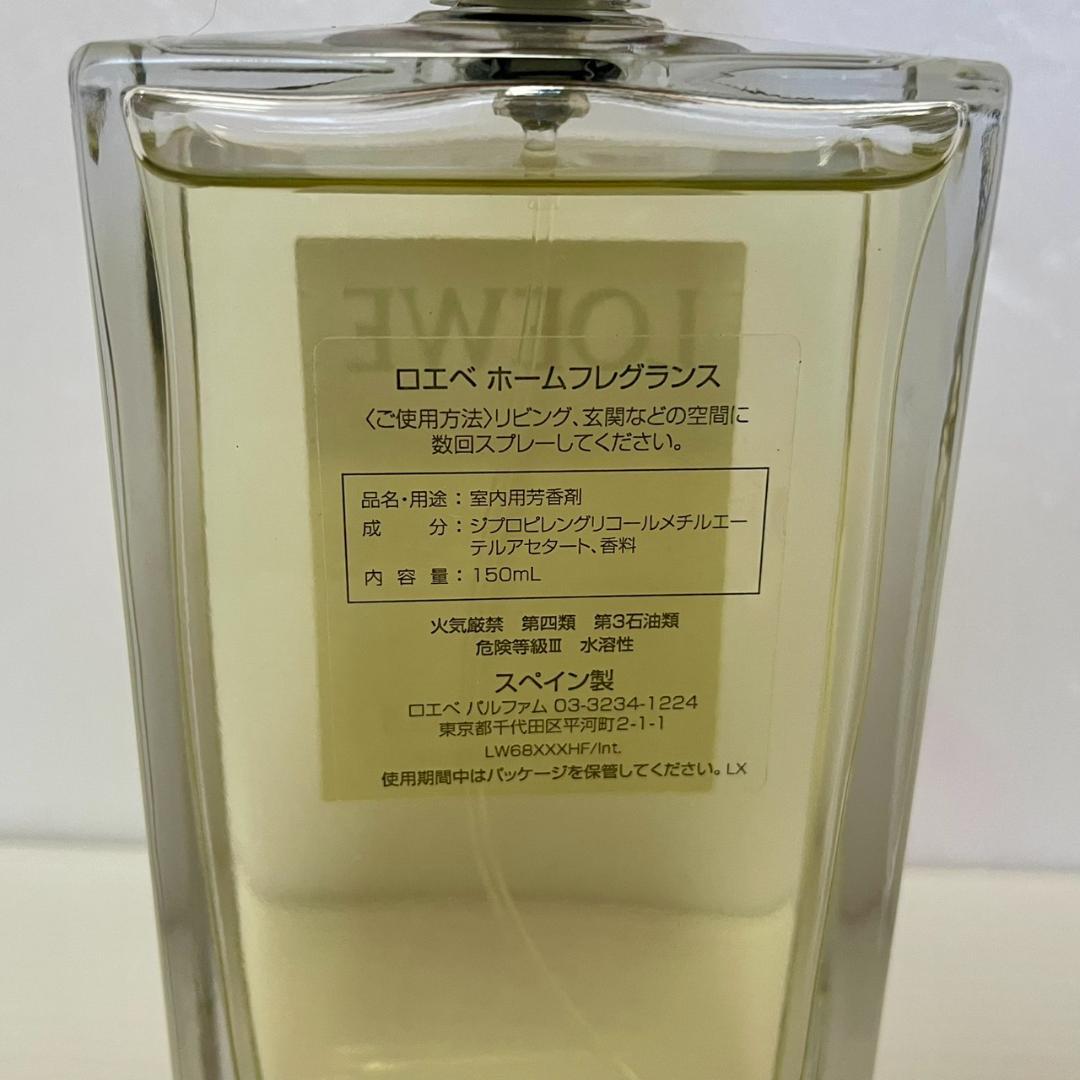 LOEWE
ロエベ ホームフレグランス
〈ご使用方法〉リビング、玄関などの空間に
数回スプレーしてください。
品名・用途：室内用芳香剤
成分：ジプロピレングリコールメチルエー
テルアセタート、香料
内容量：150mL
火気厳禁 第四類 第3石油類
危険等級Ⅲ 水溶性
スペイン製
ロエベ パルファム 03-3234-1224
東京都千代田区平河町2-1-1
LW68XXXHF/Int.
使用期間中はパッケージを保管してください。LX